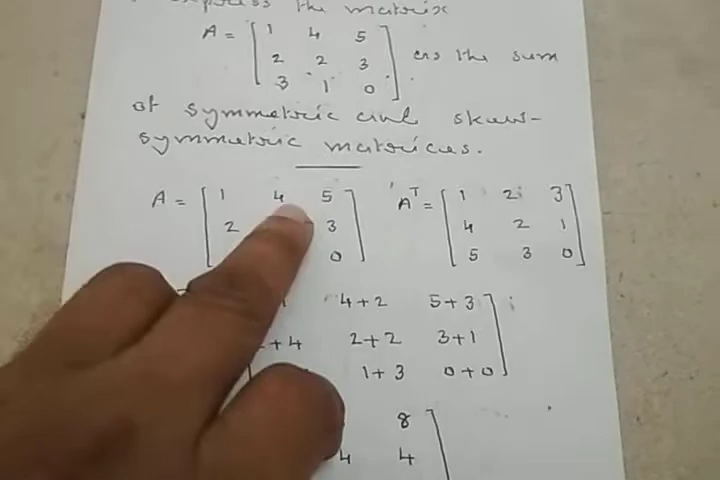 the matrix
A = [ 1 4 5
2 2 3
3 1 0 ] as the sum
of symmetric and skew-
symmetric matrices.
A = [ 1 4 5
2 3
0 ] Aᵀ = [ 1 2 3
4 2 1
5 3 0 ]
4+2 5+3 ]
+4 2+2 3+1
1+3 0+0
8
4 4